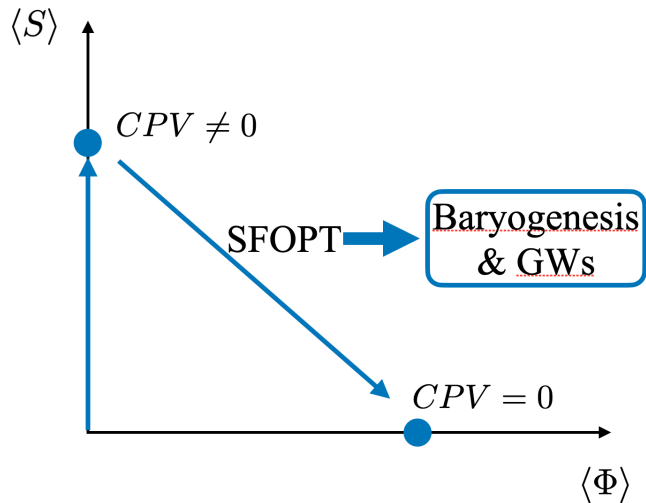 ⟨S⟩
CPV ≠ 0
SFOPT
Baryogenesis
& GWs
CPV = 0
⟨Φ⟩